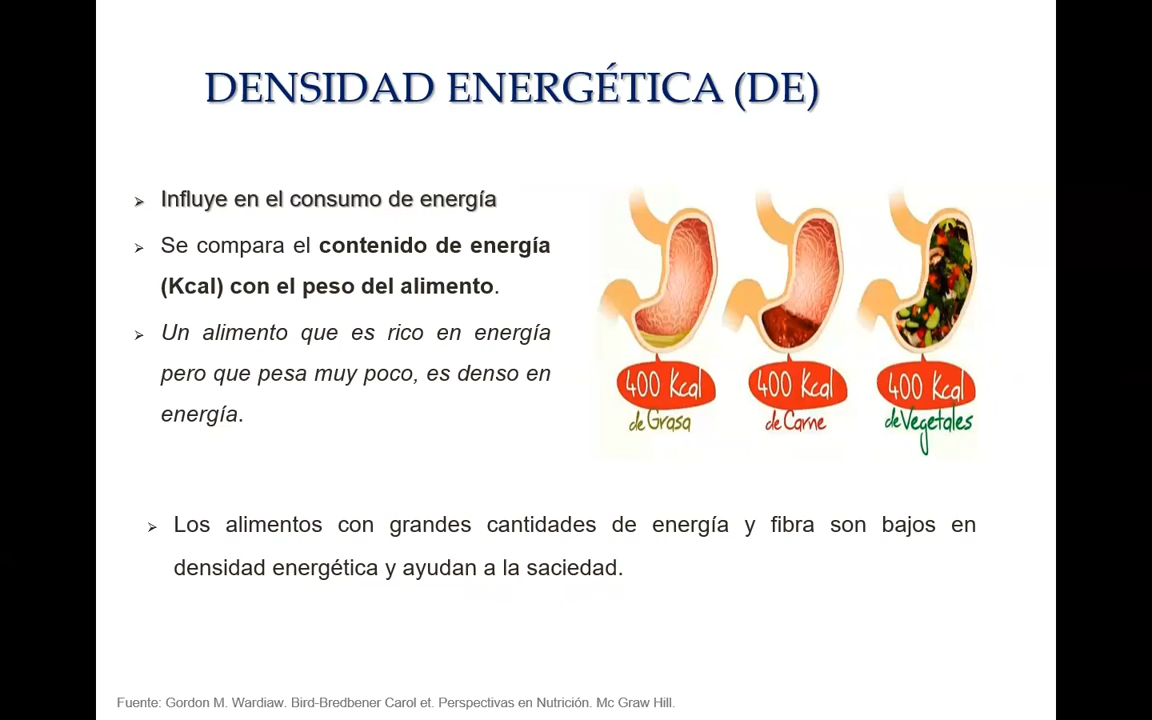 DENSIDAD ENERGÉTICA (DE)
➢ Influye en el consumo de energía
➢ Se compara el contenido de energía
(Kcal) con el peso del alimento.
➢ Un alimento que es rico en energía
pero que pesa muy poco, es denso en
energía.
400 Kcal
de Grasa
400 Kcal
de Carne
400 Kcal
de Vegetales
➢ Los alimentos con grandes cantidades de energía y fibra son bajos en
densidad energética y ayudan a la saciedad.
Fuente: Gordon M. Wardiaw. Bird-Bredbener Carol et. Perspectivas en Nutrición. Mc Graw Hill.